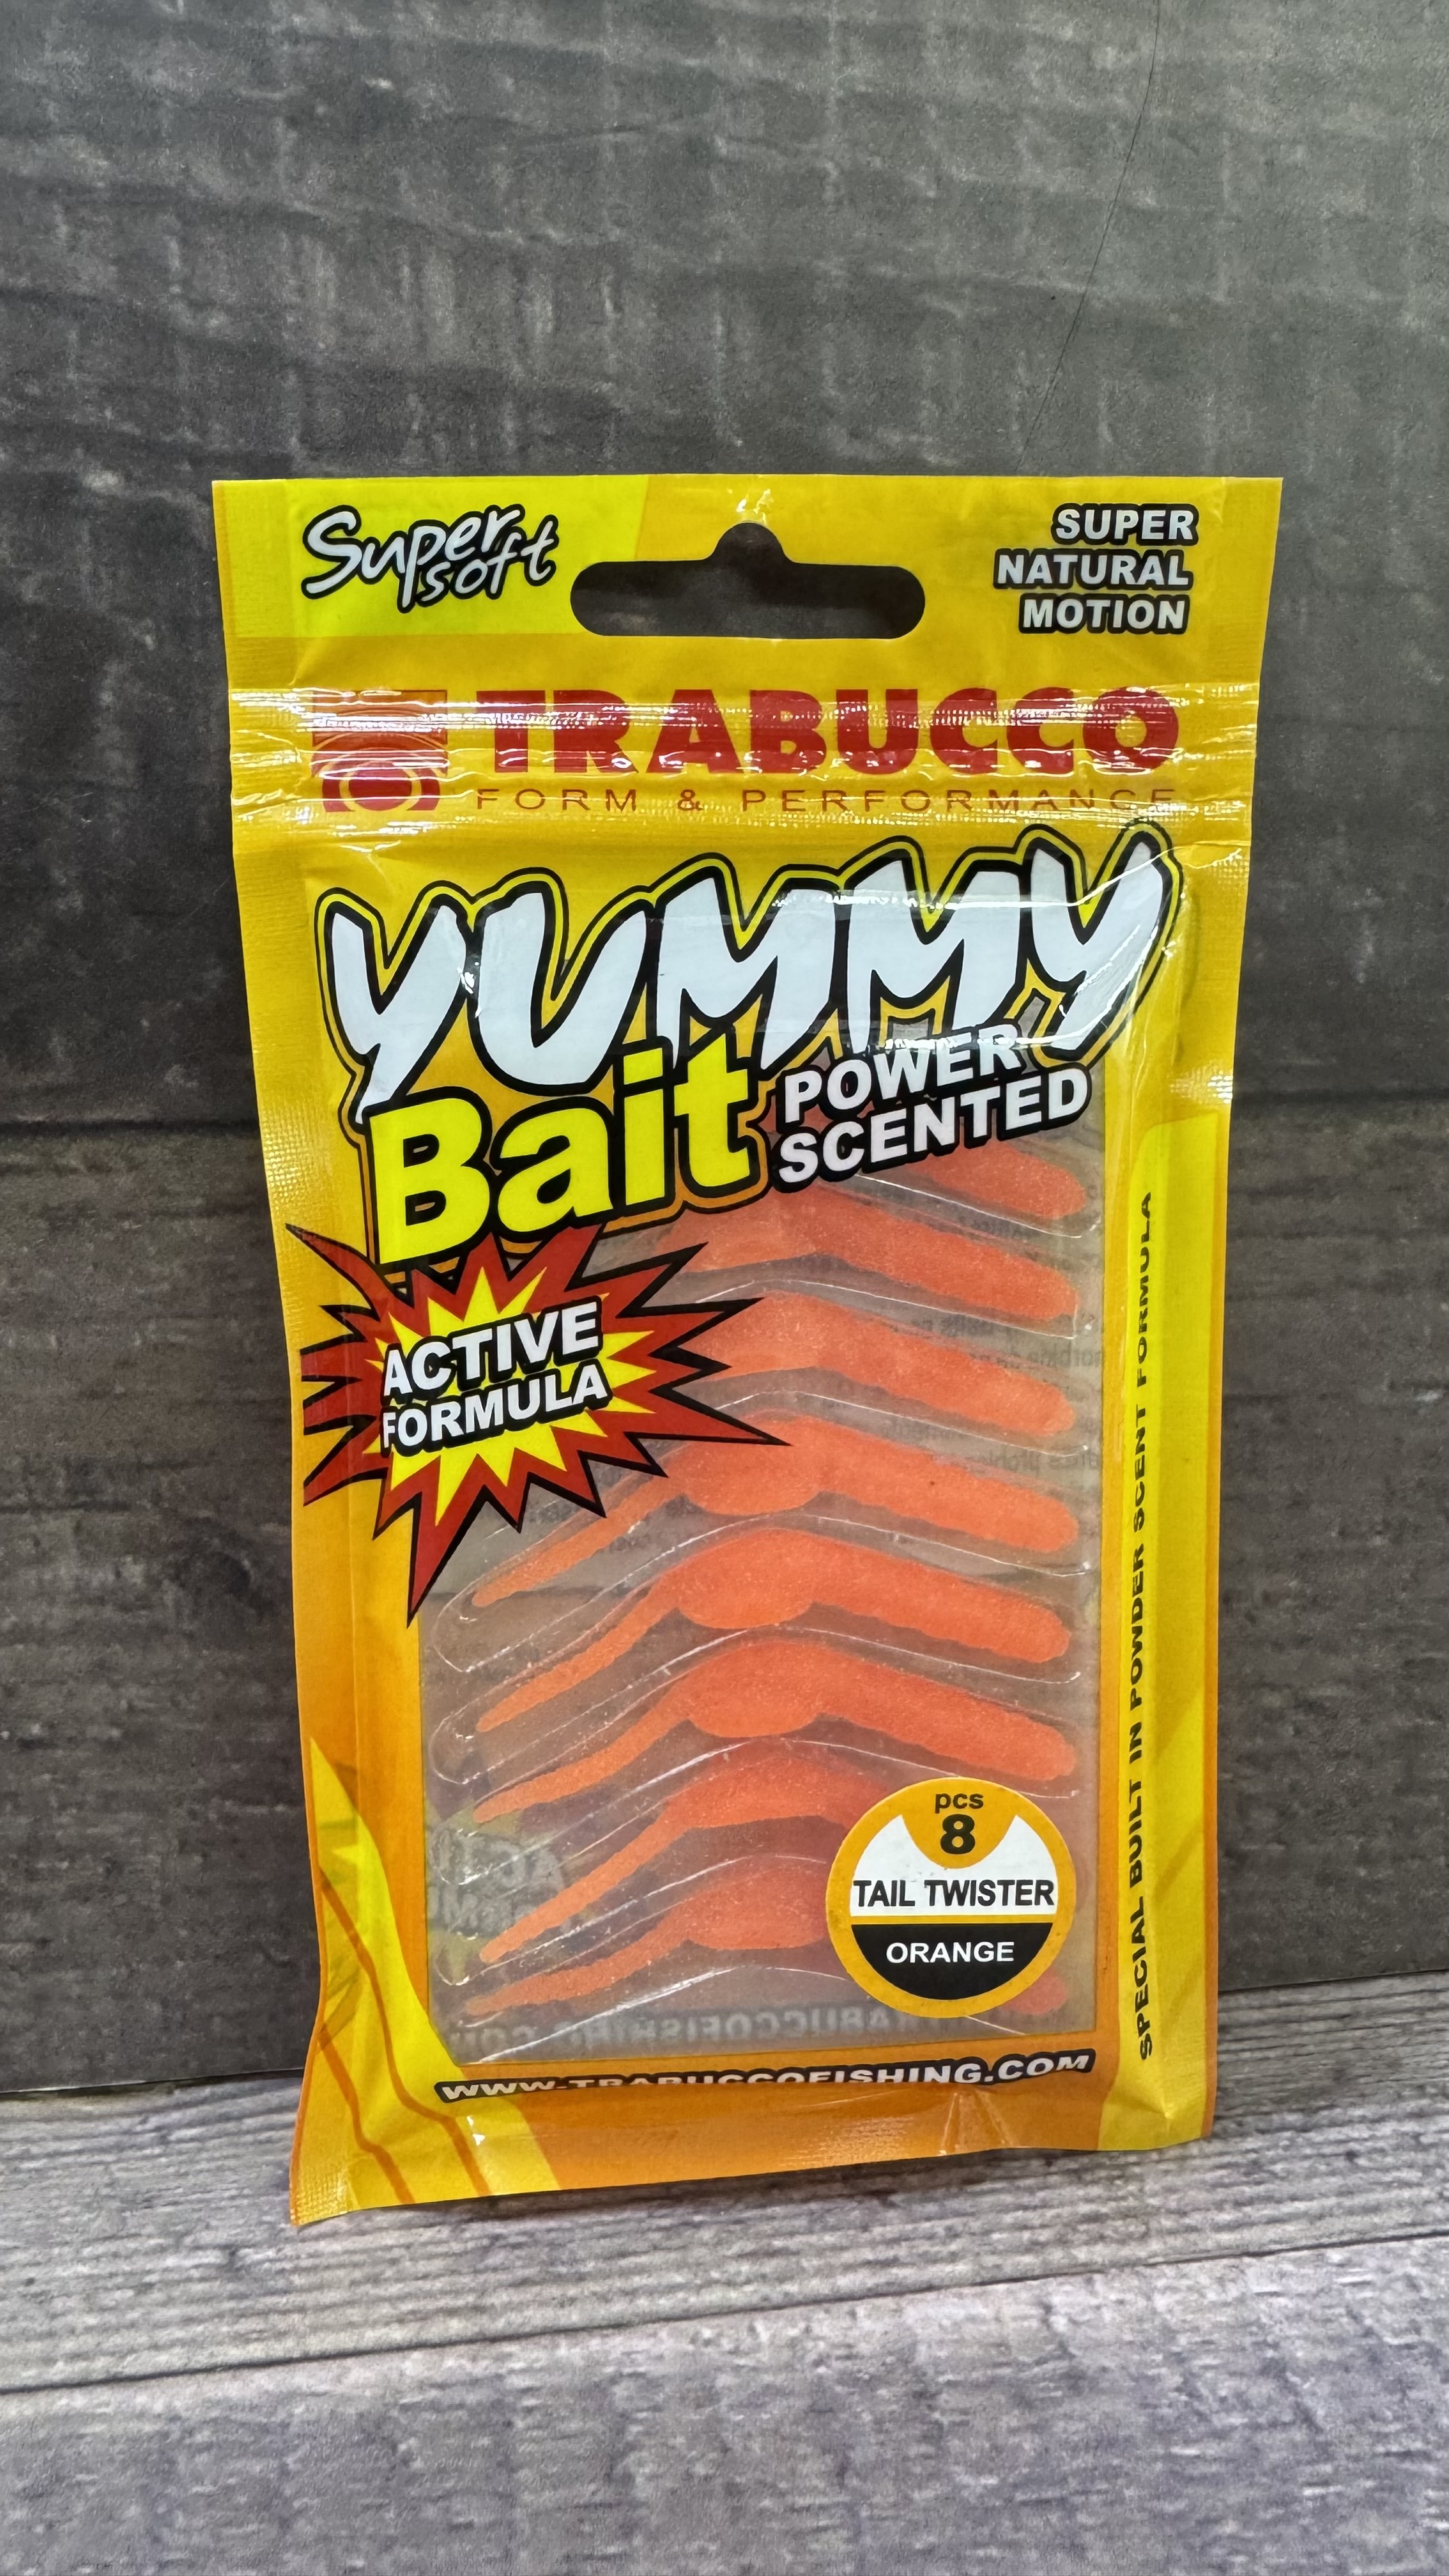 Super
soft
SUPER
NATURAL
MOTION
TRABUCCO
FORM & PERFORMANCE
YUMMY
Bait
POWER
SCENTED
ACTIVE
FORMULA
SPECIAL BUILT IN POWDER SCENT FORMULA
pcs
8
TAIL TWISTER
ORANGE
WWW.TRABUCCOFISHING.COM